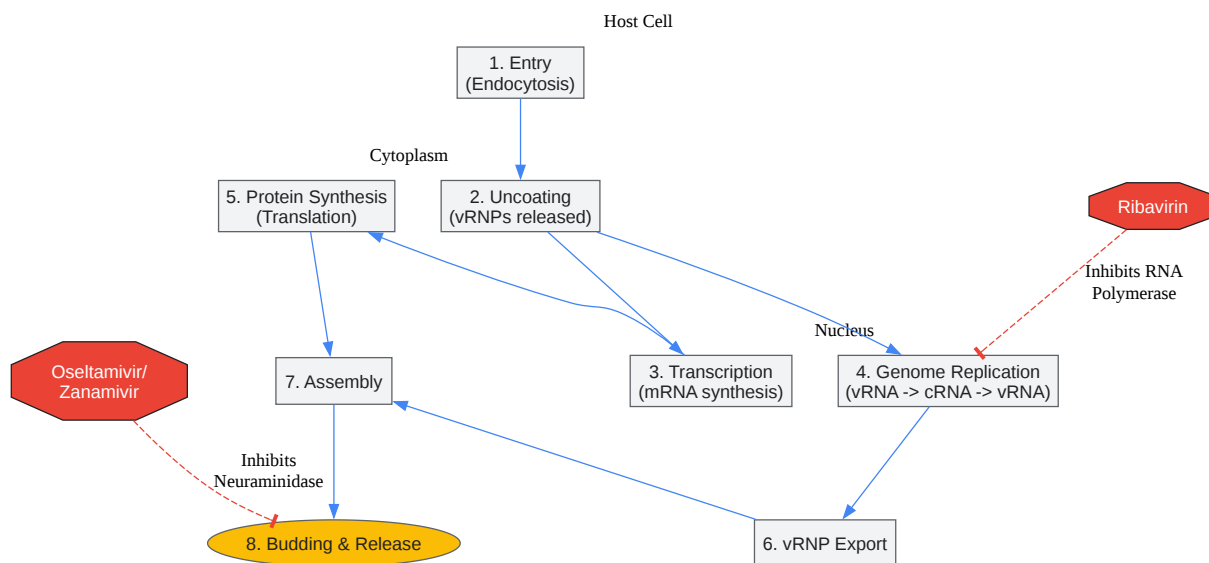 Host Cell
1. Entry
(Endocytosis)
Cytoplasm
5. Protein Synthesis
(Translation)
2. Uncoating
(vRNPs released)
Ribavirin
Inhibits RNA
Polymerase
Nucleus
Oseltamivir/
Zanamivir
7. Assembly
3. Transcription
(mRNA synthesis)
4. Genome Replication
(vRNA -> cRNA -> vRNA)
Inhibits
Neuraminidase
8. Budding & Release
6. vRNP Export